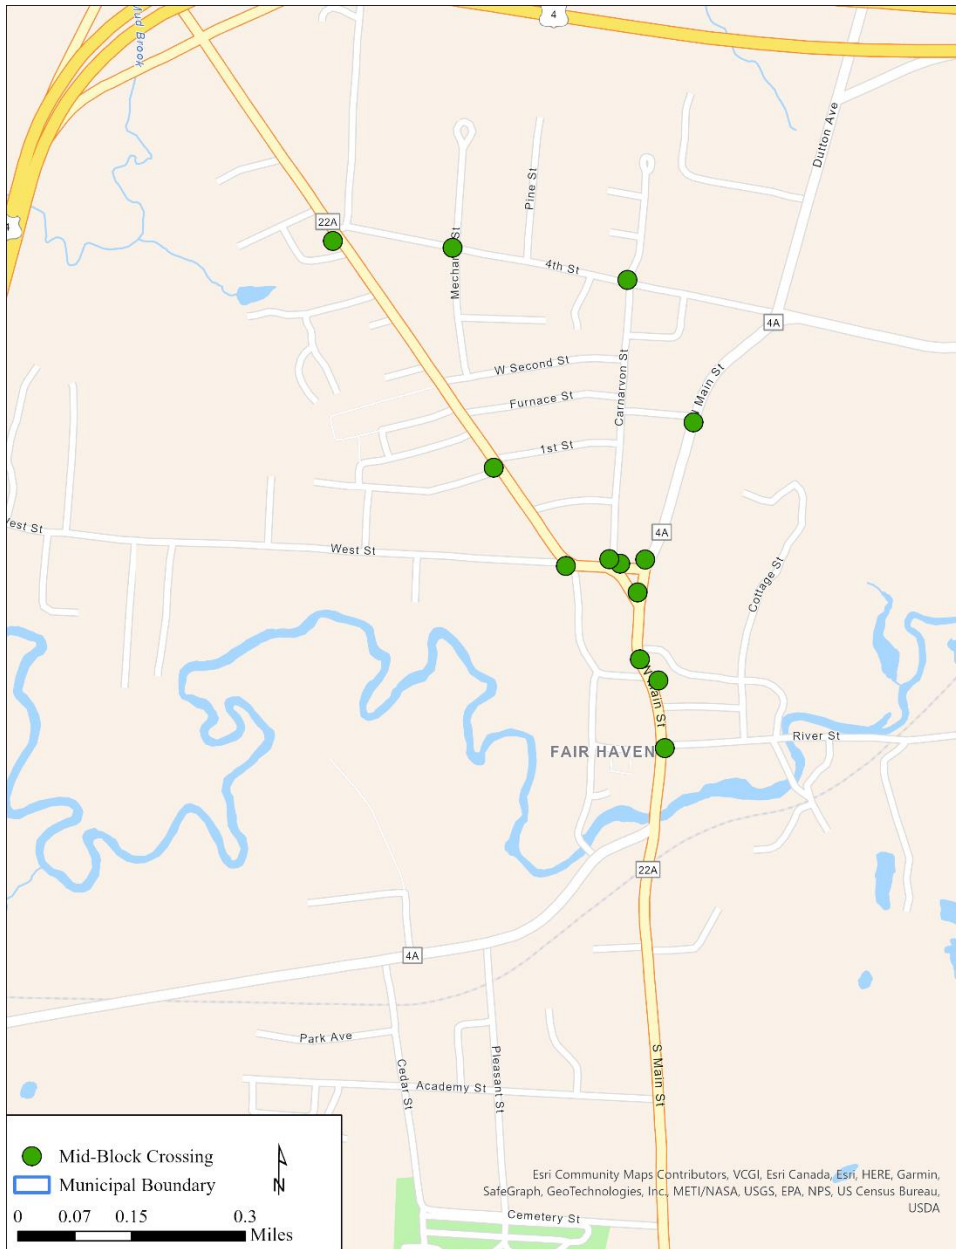 4
Mud Brook
Dutton Ave
4
22A
Pine St
Mechanic St
4th St
4A
W Second St
Carnarvon St
N Main St
Furnace St
1st St
West St
West St
4A
Cottage St
N Main St
River St
FAIR HAVEN
22A
4A
Park Ave
Cedar St
Pleasant St
Academy St
S Main St
Mid-Block Crossing
Municipal Boundary
N
0 0.07 0.15 0.3
Miles
Esri Community Maps Contributors, VCGI, Esri Canada, Esri, HERE, Garmin,
SafeGraph, GeoTechnologies, Inc, METI/NASA, USGS, EPA, NPS, US Census Bureau,
USDA
Cemetery St